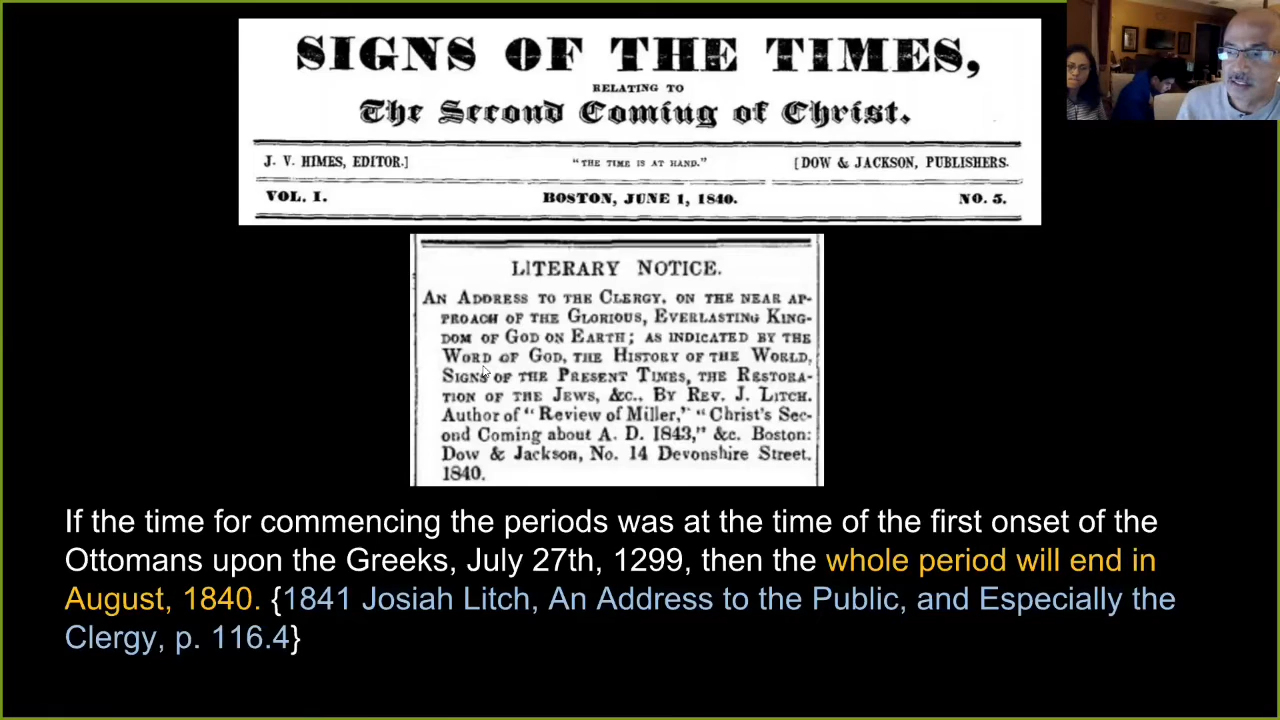 SIGNS OF THE TIMES,
RELATING TO
The Second Coming of Christ.
J. V. HIMES, EDITOR.] "THE TIME IS AT HAND." [DOW & JACKSON, PUBLISHERS.
VOL. I. BOSTON, JUNE 1, 1840. NO. 5.
LITERARY NOTICE.
AN ADDRESS TO THE CLERGY, ON THE NEAR AP-
PROACH OF THE GLORIOUS, EVERLASTING KING-
DOM OF GOD ON EARTH; AS INDICATED BY THE
WORD OF GOD, THE HISTORY OF THE WORLD,
SIGNS OF THE PRESENT TIMES, THE RESTORA-
TION OF THE JEWS, &C., BY REV. J. LITCH.
Author of "Review of Miller," "Christ's Sec-
ond Coming about A. D. 1843," &c. Boston:
Dow & Jackson, No. 14 Devonshire Street.
1840.
If the time for commencing the periods was at the time of the first onset of the
Ottomans upon the Greeks, July 27th, 1299, then the whole period will end in
August, 1840. {1841 Josiah Litch, An Address to the Public, and Especially the
Clergy, p. 116.4}